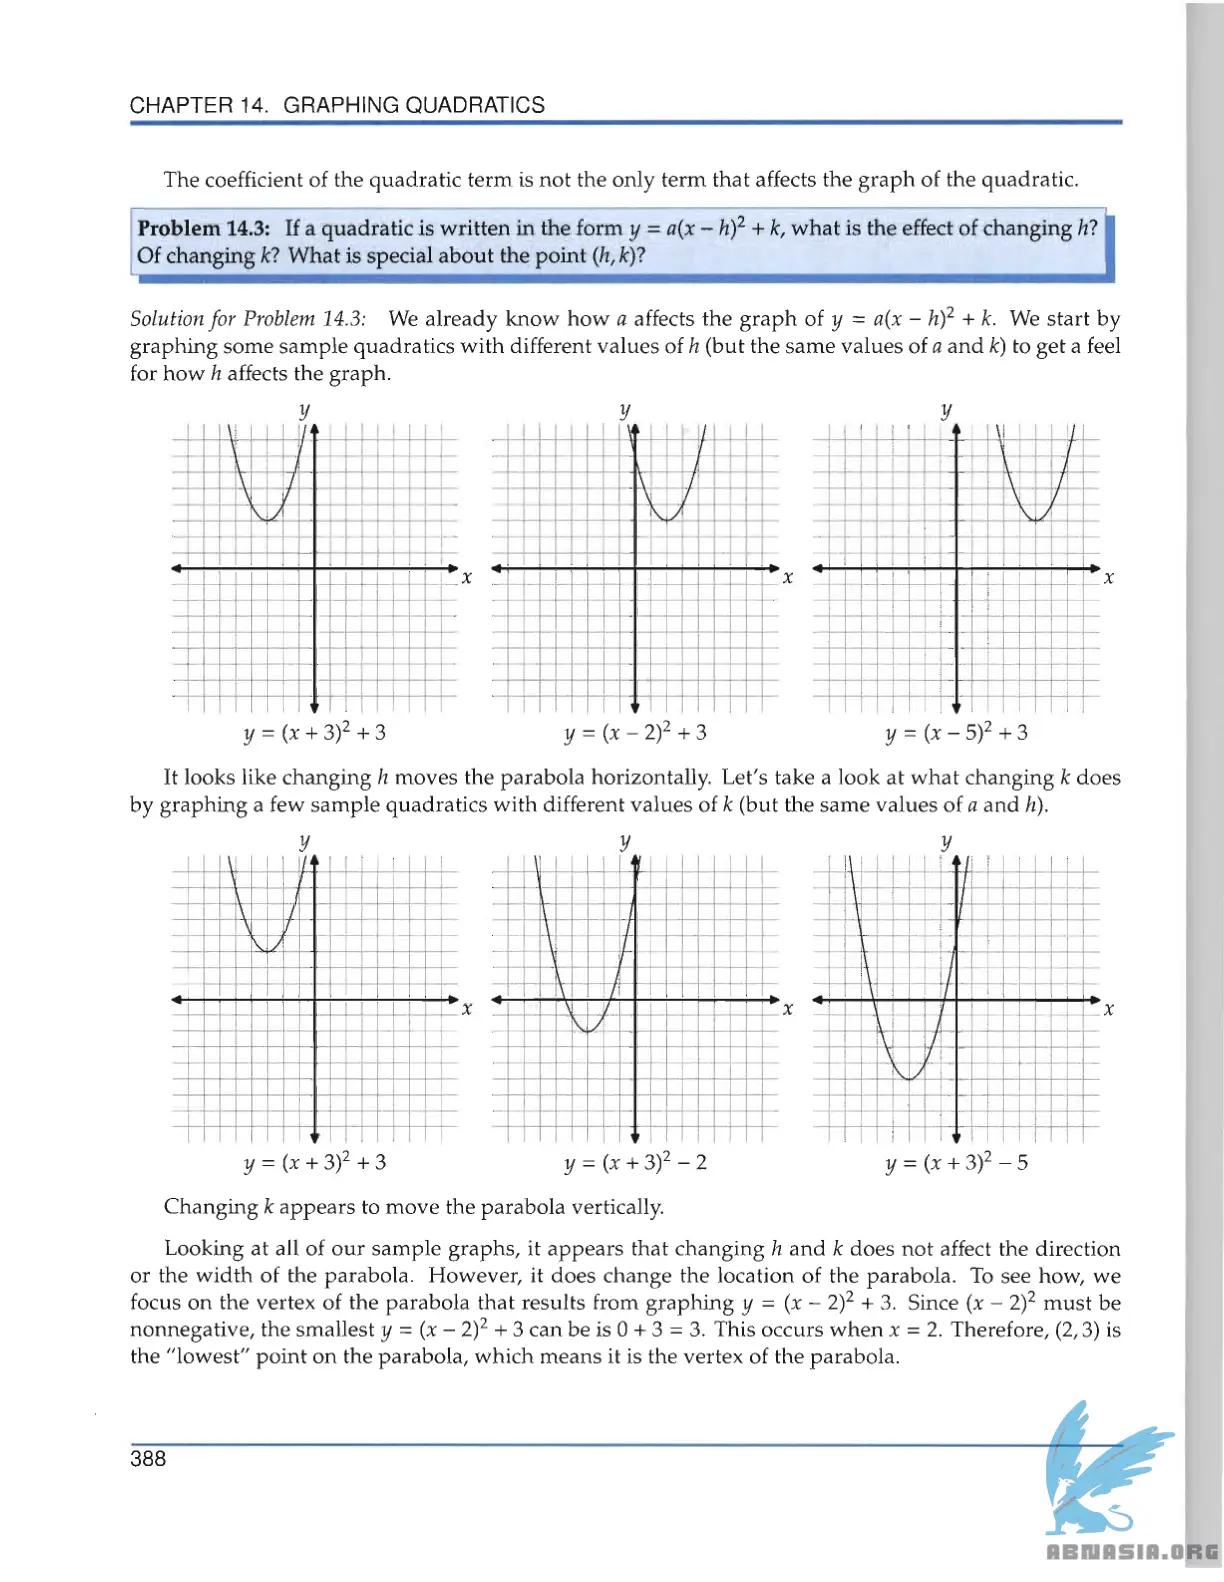 CHAPTER 14. GRAPHING QUADRATICS
The coefficient of the quadratic term is not the only term that affects the graph of the quadratic.
Problem 14.3: If a quadratic is written in the form y = a(x − h)² + k, what is the effect of changing h?
Of changing k? What is special about the point (h, k)?
Solution for Problem 14.3: We already know how a affects the graph of y = a(x − h)² + k. We start by
graphing some sample quadratics with different values of h (but the same values of a and k) to get a feel
for how h affects the graph.
y y y
x x x
y = (x + 3)² + 3 y = (x − 2)² + 3 y = (x − 5)² + 3
It looks like changing h moves the parabola horizontally. Let's take a look at what changing k does
by graphing a few sample quadratics with different values of k (but the same values of a and h).
y y y
x x x
y = (x + 3)² + 3 y = (x + 3)² − 2 y = (x + 3)² − 5
Changing k appears to move the parabola vertically.
Looking at all of our sample graphs, it appears that changing h and k does not affect the direction
or the width of the parabola. However, it does change the location of the parabola. To see how, we
focus on the vertex of the parabola that results from graphing y = (x − 2)² + 3. Since (x − 2)² must be
nonnegative, the smallest y = (x − 2)² + 3 can be is 0 + 3 = 3. This occurs when x = 2. Therefore, (2, 3) is
the "lowest" point on the parabola, which means it is the vertex of the parabola.
388
ABNASIA.ORG